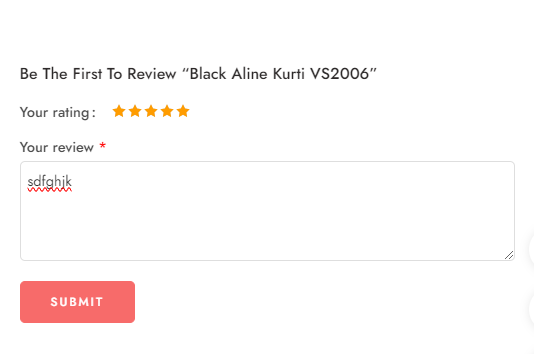 Be The First To Review “Black Aline Kurti VS2006”
Your rating :
Your review *
sdfghjk
SUBMIT